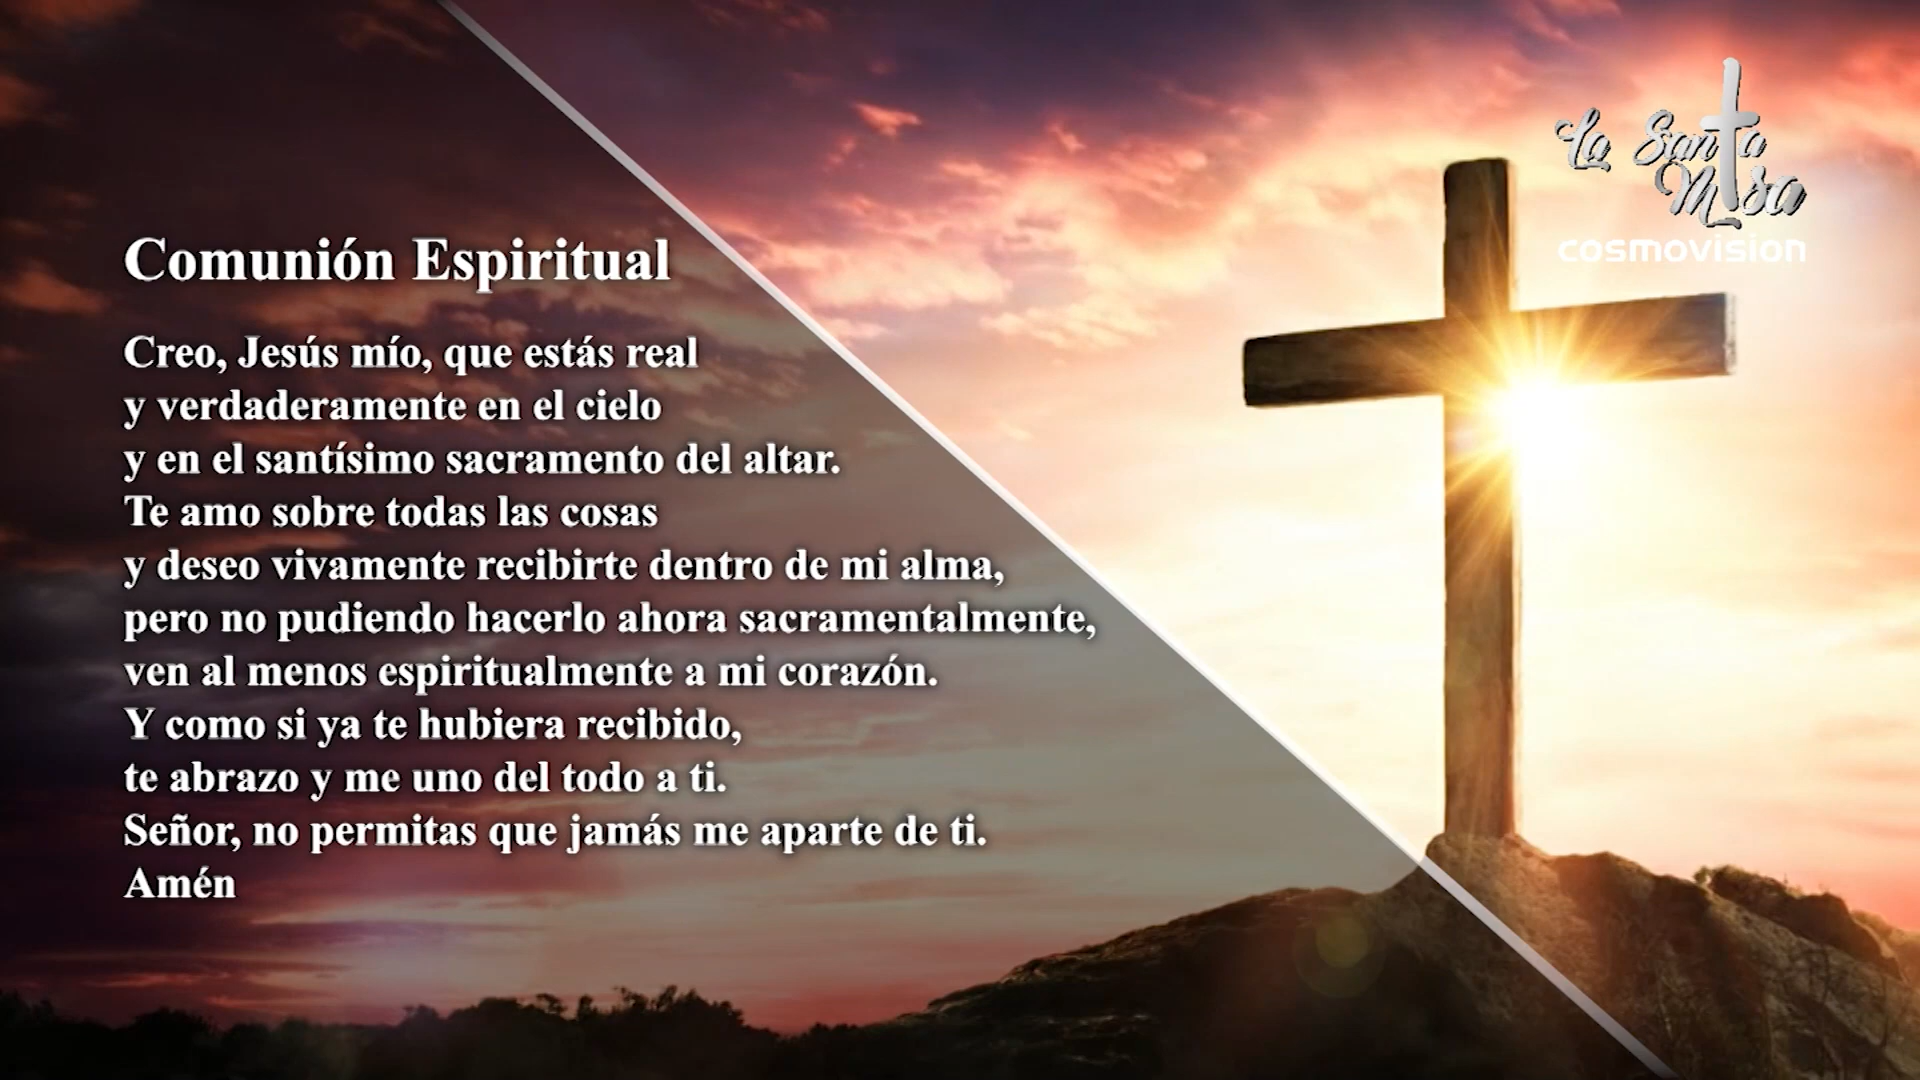 La Santa
Misa
cosmovision
Comunión Espiritual
Creo, Jesús mío, que estás real
y verdaderamente en el cielo
y en el santísimo sacramento del altar.
Te amo sobre todas las cosas
y deseo vivamente recibirte dentro de mi alma,
pero no pudiendo hacerlo ahora sacramentalmente,
ven al menos espiritualmente a mi corazón.
Y como si ya te hubiera recibido,
te abrazo y me uno del todo a ti.
Señor, no permitas que jamás me aparte de ti.
Amén